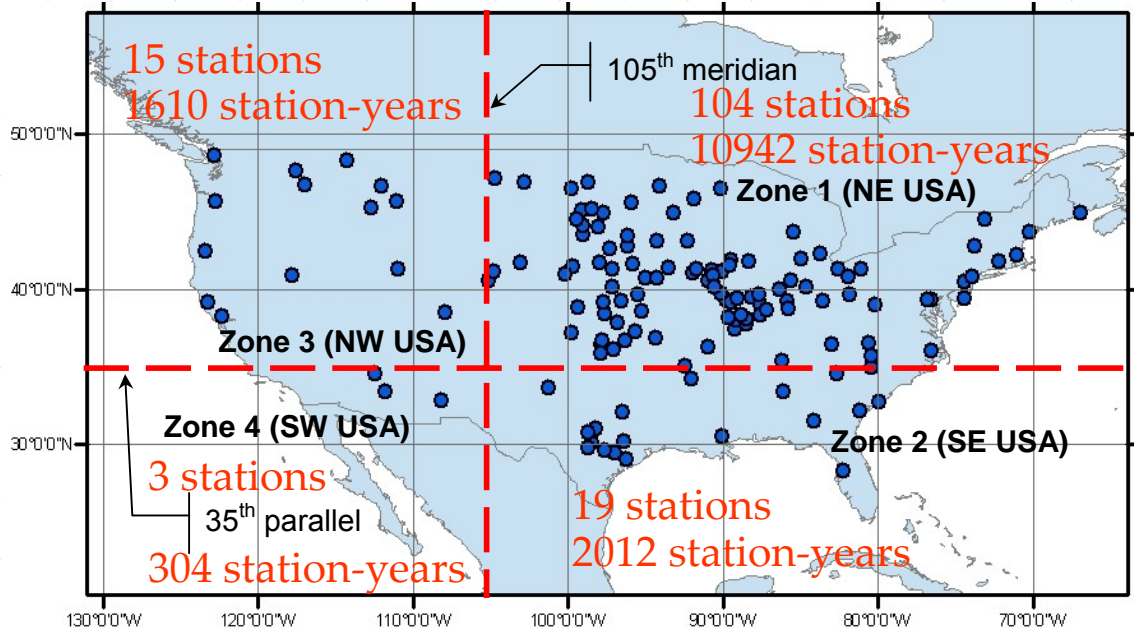 15 stations
1610 station-years
105th meridian
104 stations
10942 station-years
Zone 1 (NE USA)
50°0'0"N
40°0'0"N
30°0'0"N
Zone 3 (NW USA)
Zone 4 (SW USA)
3 stations
35th parallel
304 station-years
Zone 2 (SE USA)
19 stations
2012 station-years
130°0'0"W
120°0'0"W
110°0'0"W
100°0'0"W
90°0'0"W
80°0'0"W
70°0'0"W